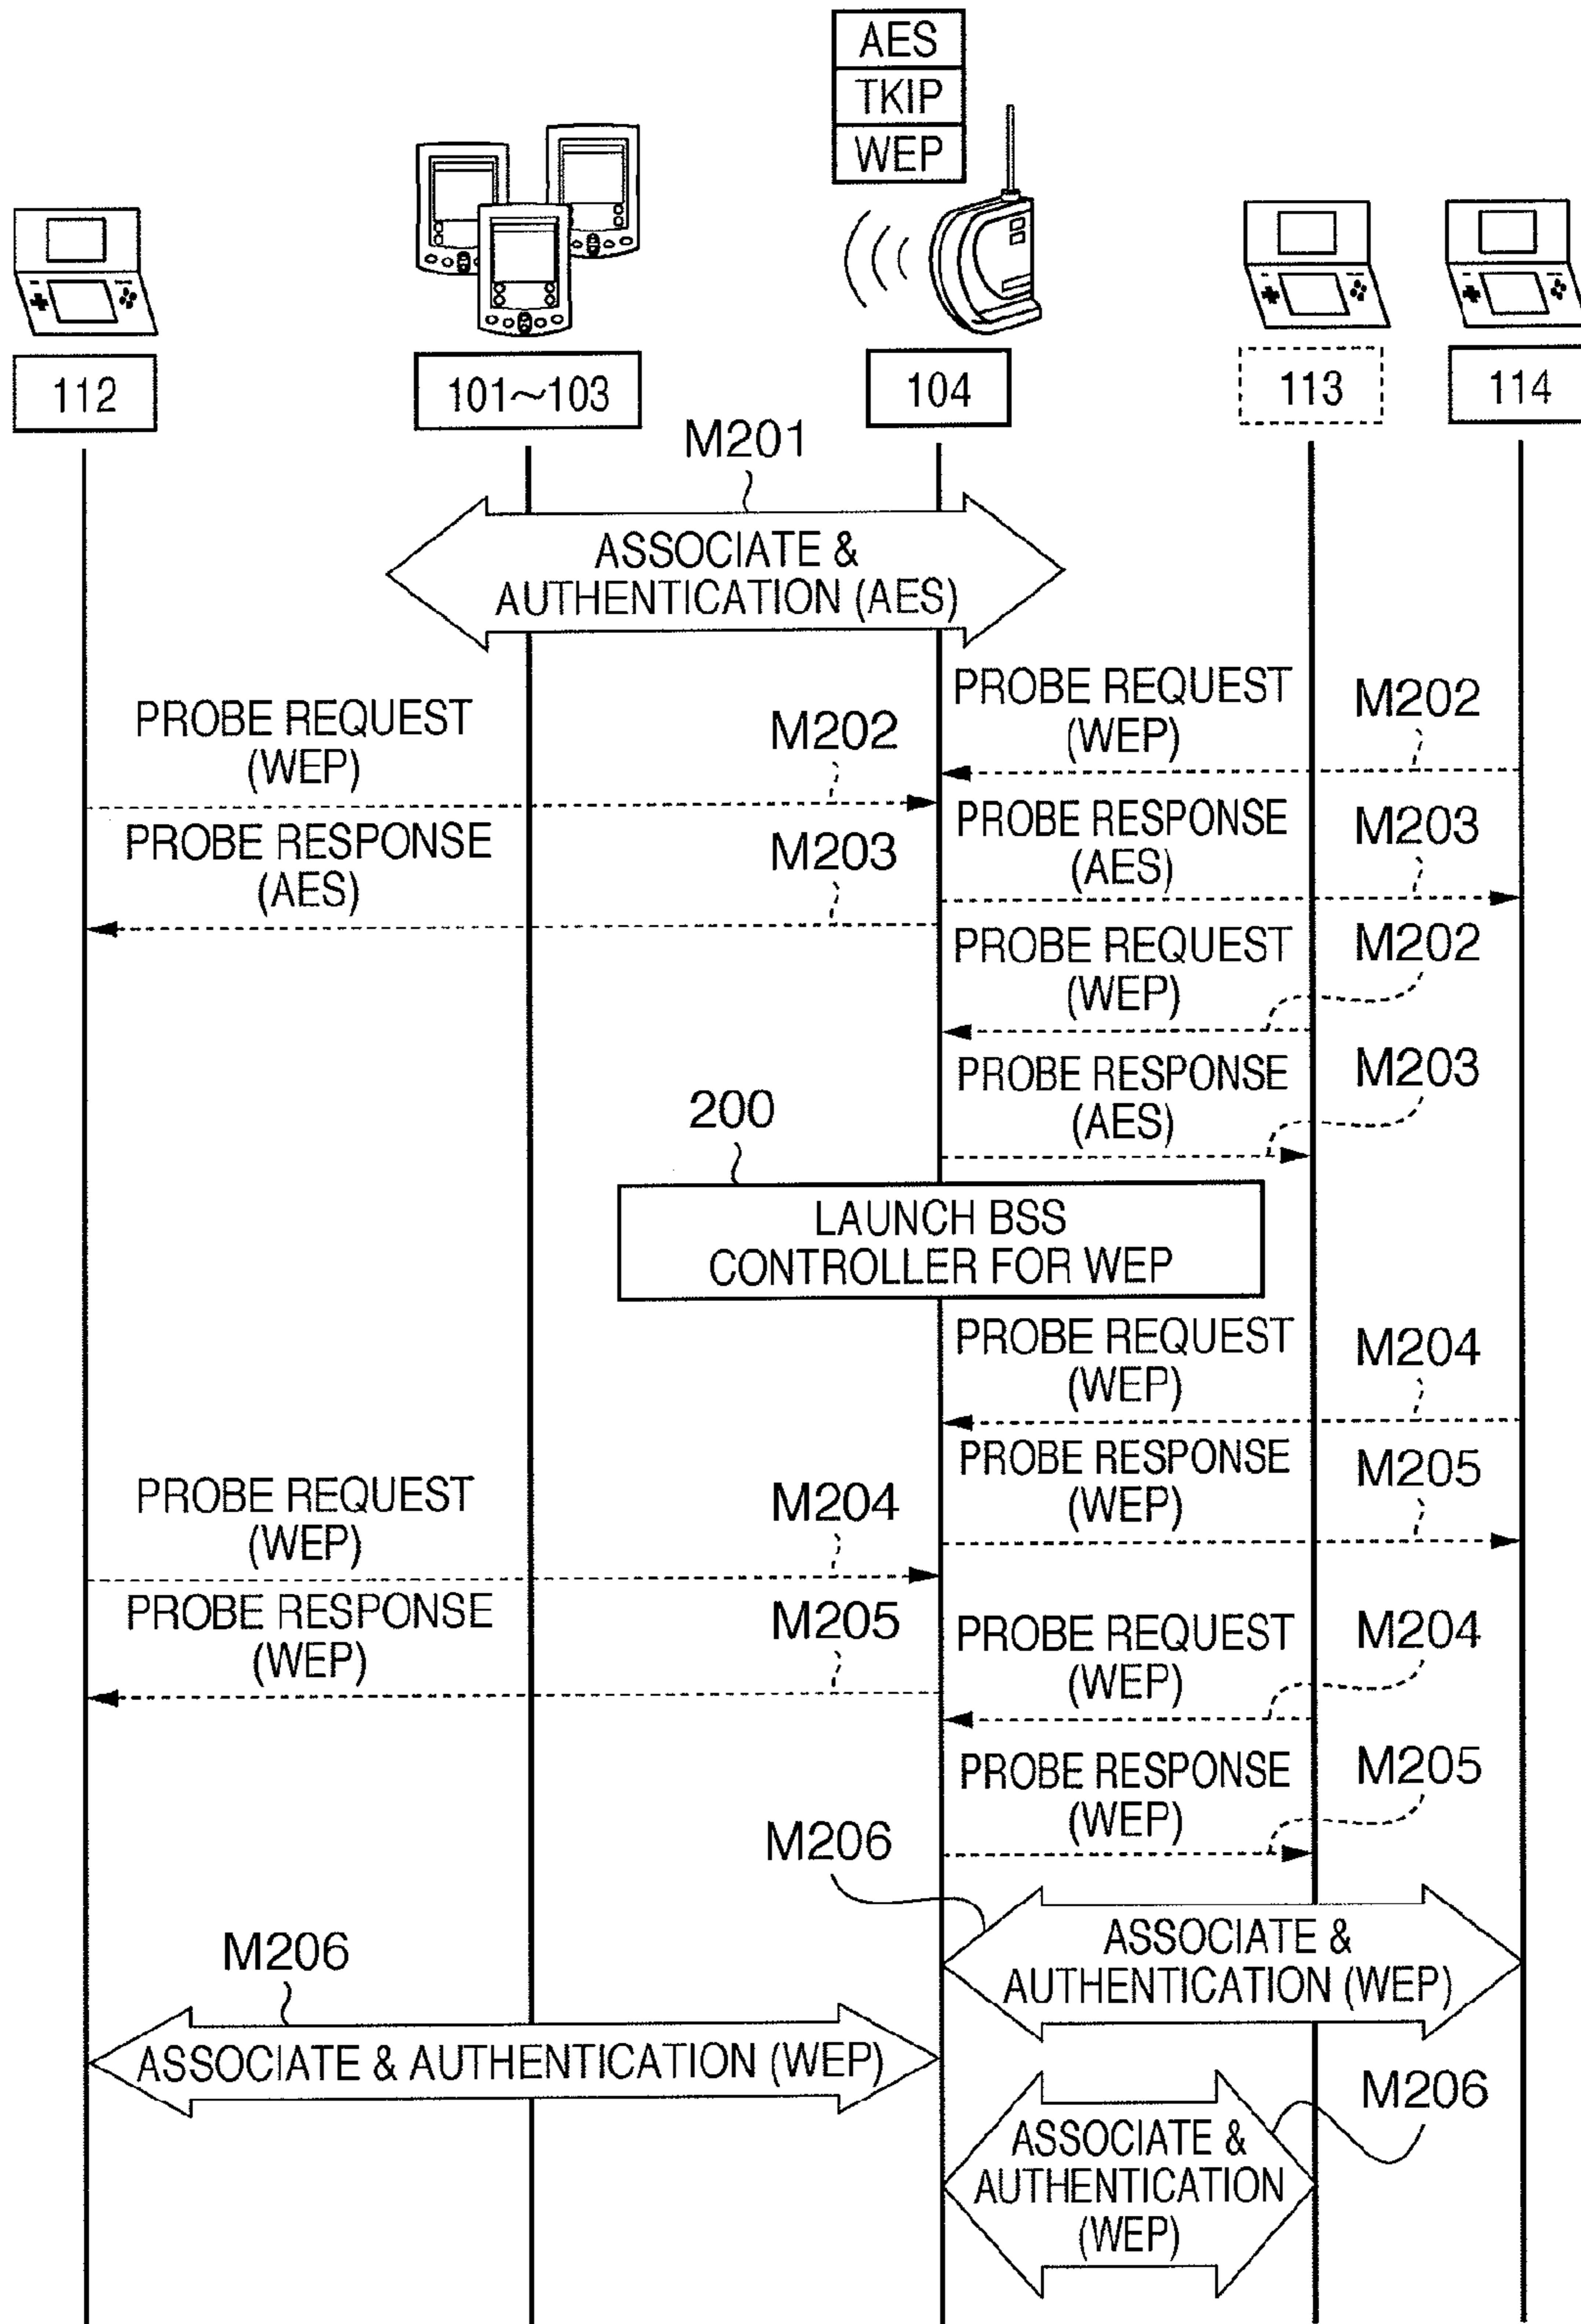 AES
TKIP
WEP
112
101~103
104
113
114
M201
ASSOCIATE &
AUTHENTICATION (AES)
PROBE REQUEST
(WEP)
M202
PROBE REQUEST
(WEP)
M202
PROBE RESPONSE
(AES)
M203
PROBE RESPONSE
(AES)
M203
PROBE REQUEST
(WEP)
M202
PROBE RESPONSE
(AES)
M203
200
LAUNCH BSS
CONTROLLER FOR WEP
PROBE REQUEST
(WEP)
M204
PROBE RESPONSE
(WEP)
M205
PROBE REQUEST
(WEP)
M204
PROBE RESPONSE
(WEP)
M205
PROBE REQUEST
(WEP)
M204
PROBE RESPONSE
(WEP)
M205
M206
ASSOCIATE &
AUTHENTICATION (WEP)
M206
ASSOCIATE & AUTHENTICATION (WEP)
M206
ASSOCIATE &
AUTHENTICATION
(WEP)